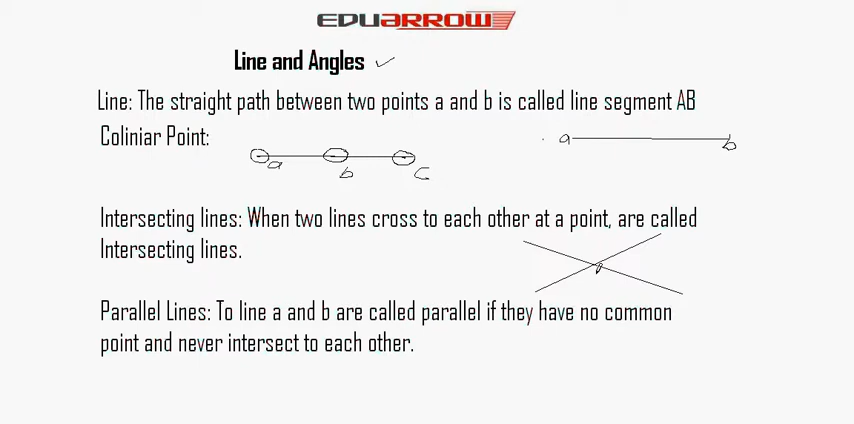 EDUARROW
Line and Angles
Line: The straight path between two points a and b is called line segment AB
Coliniar Point:
a b
a b C
Intersecting lines: When two lines cross to each other at a point, are called
Intersecting lines.
Parallel Lines: To line a and b are called parallel if they have no common
point and never intersect to each other.